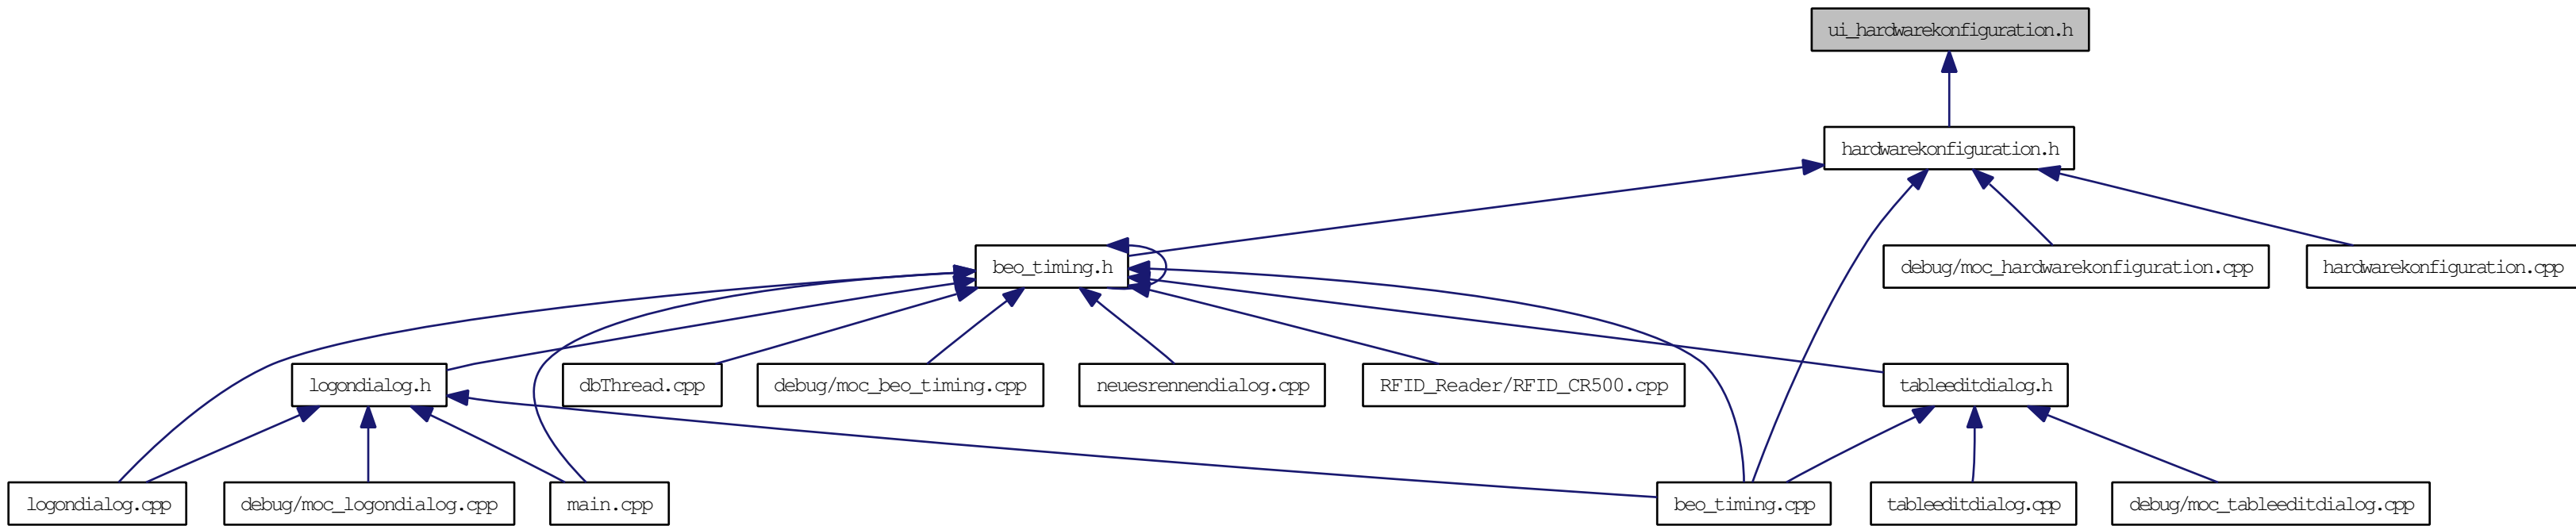 ui_hardwarekonfiguration.h
hardwarekonfiguration.h
beo_timing.h
debug/moc_hardwarekonfiguration.cpp
hardwarekonfiguration.cpp
logondialog.h
dbThread.cpp
debug/moc_beo_timing.cpp
neuesrennendialog.cpp
RFID_Reader/RFID_CR500.cpp
tableeditdialog.h
logondialog.cpp
debug/moc_logondialog.cpp
main.cpp
beo_timing.cpp
tableeditdialog.cpp
debug/moc_tableeditdialog.cpp